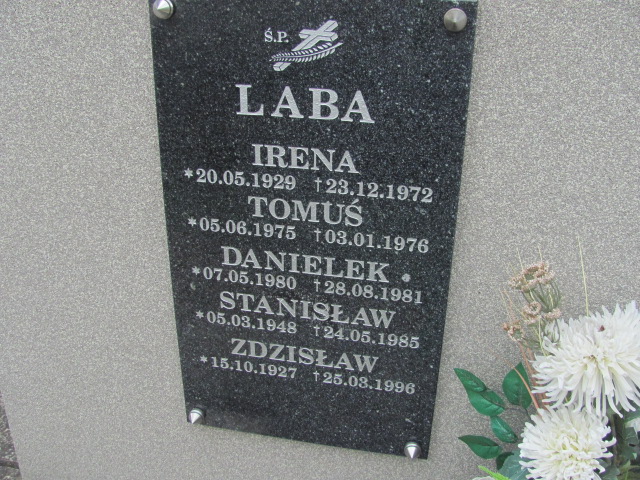 Ś.P.
LABA
IRENA
*20.05.1929 †23.12.1972
TOMUŚ
*05.06.1975 †03.01.1976
DANIELEK
*07.05.1980 †28.08.1981
STANISŁAW
*05.03.1948 †24.05.1985
ZDZISŁAW
*15.10.1927 †25.03.1996